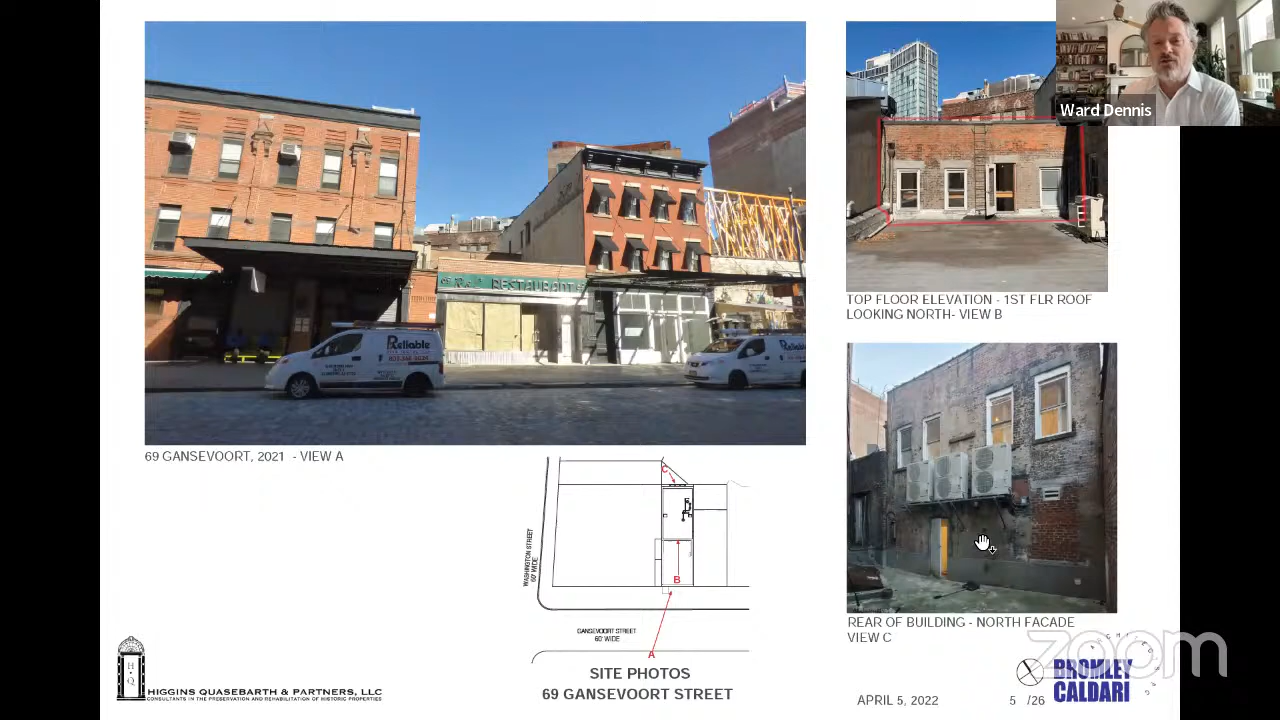 Ward Dennis
RESTAURANT
Reliable
Reliable
69 GANSEVOORT, 2021 - VIEW A
TOP FLOOR ELEVATION - 1ST FLR ROOF
LOOKING NORTH- VIEW B
REAR OF BUILDING - NORTH FACADE
VIEW C
C
B
A
WASHINGTON STREET
60' WIDE
GANSEVOORT STREET
60' WIDE
SITE PHOTOS
69 GANSEVOORT STREET
H
Q
HIGGINS QUASEBARTH & PARTNERS, LLC
CONSULTANTS IN THE PRESERVATION AND REHABILITATION OF HISTORIC PROPERTIES
APRIL 5, 2022
5 /26
BROMLEY
CALDARI
zoom